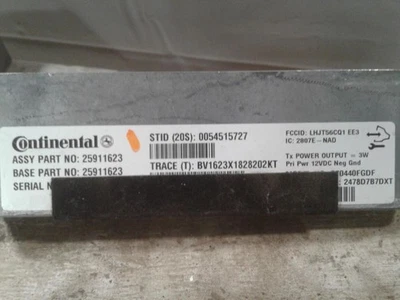 Continental
STID (20S): 0054515727
FCCID: LHJT56CQ1 EE3
IC: 2807E-NAD
ASSY PART NO: 25911623
TRACE (T): BV1623X1828202KT
Tx POWER OUTPUT = 3W
BASE PART NO: 25911623
Pri Pwr 12VDC Neg Gnd
SERIAL
2478D7B7DXT